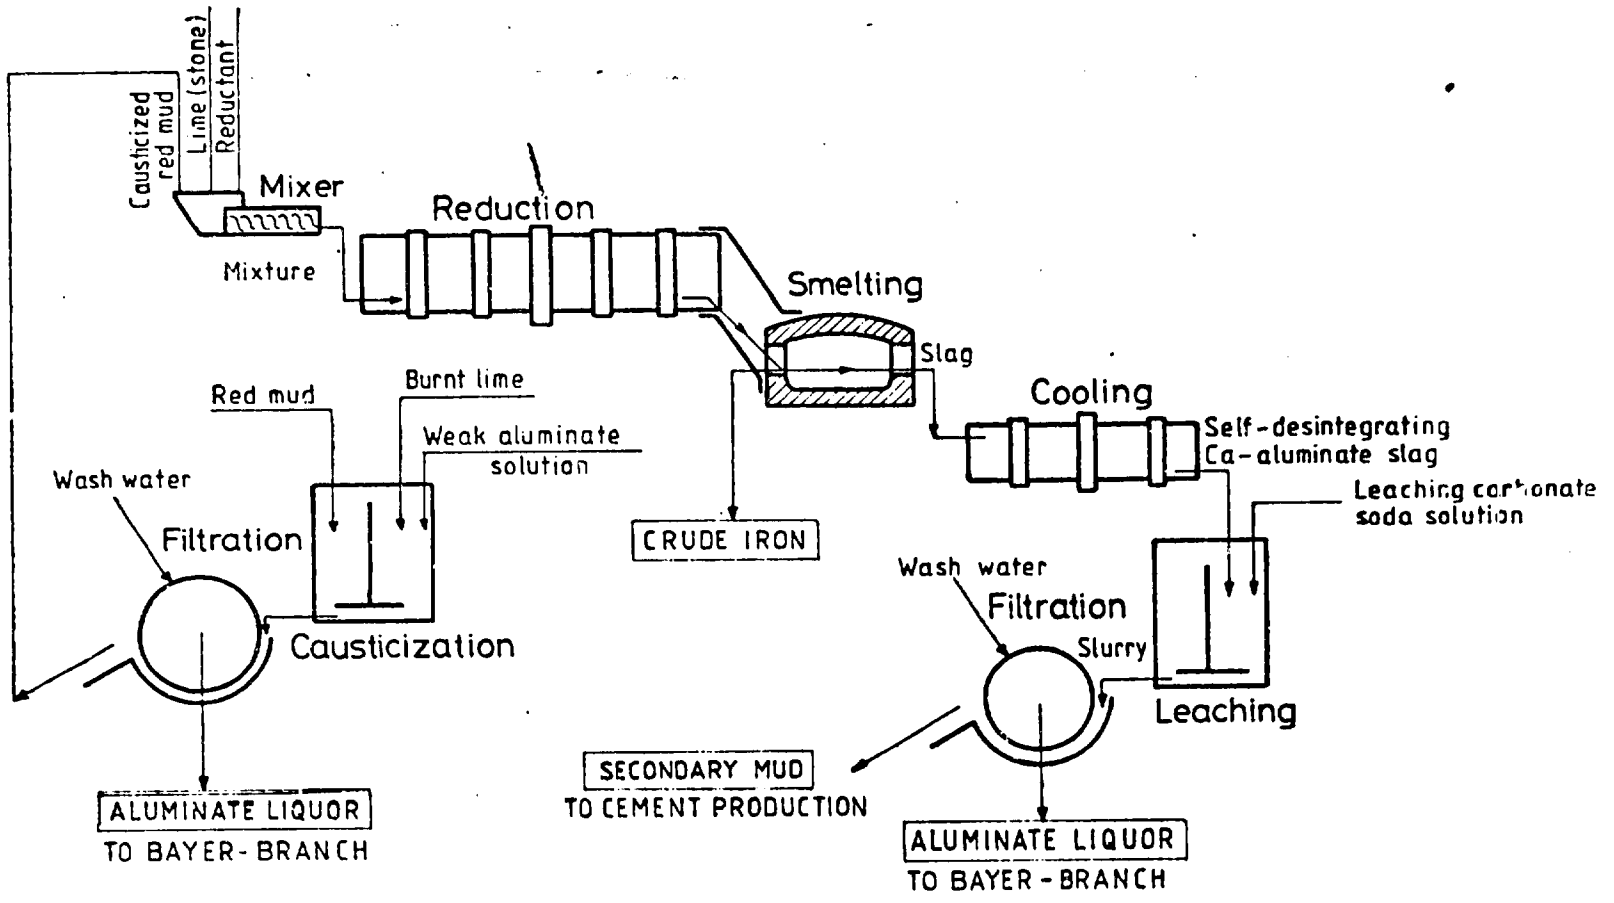 Causticized
red mud
Lime (stone)
Reductant
Mixer
Mixture
Reduction
Smelting
Slag
Cooling
Self-desintegrating
Ca-aluminate slag
Leaching carbonate
soda solution
Red mud
Burnt lime
Weak aluminate
solution
Wash water
Filtration
Causticization
CRUDE IRON
Wash water
Filtration
Slurry
Leaching
SECONDARY MUD
TO CEMENT PRODUCTION
ALUMINATE LIQUOR
TO BAYER-BRANCH
ALUMINATE LIQUOR
TO BAYER-BRANCH